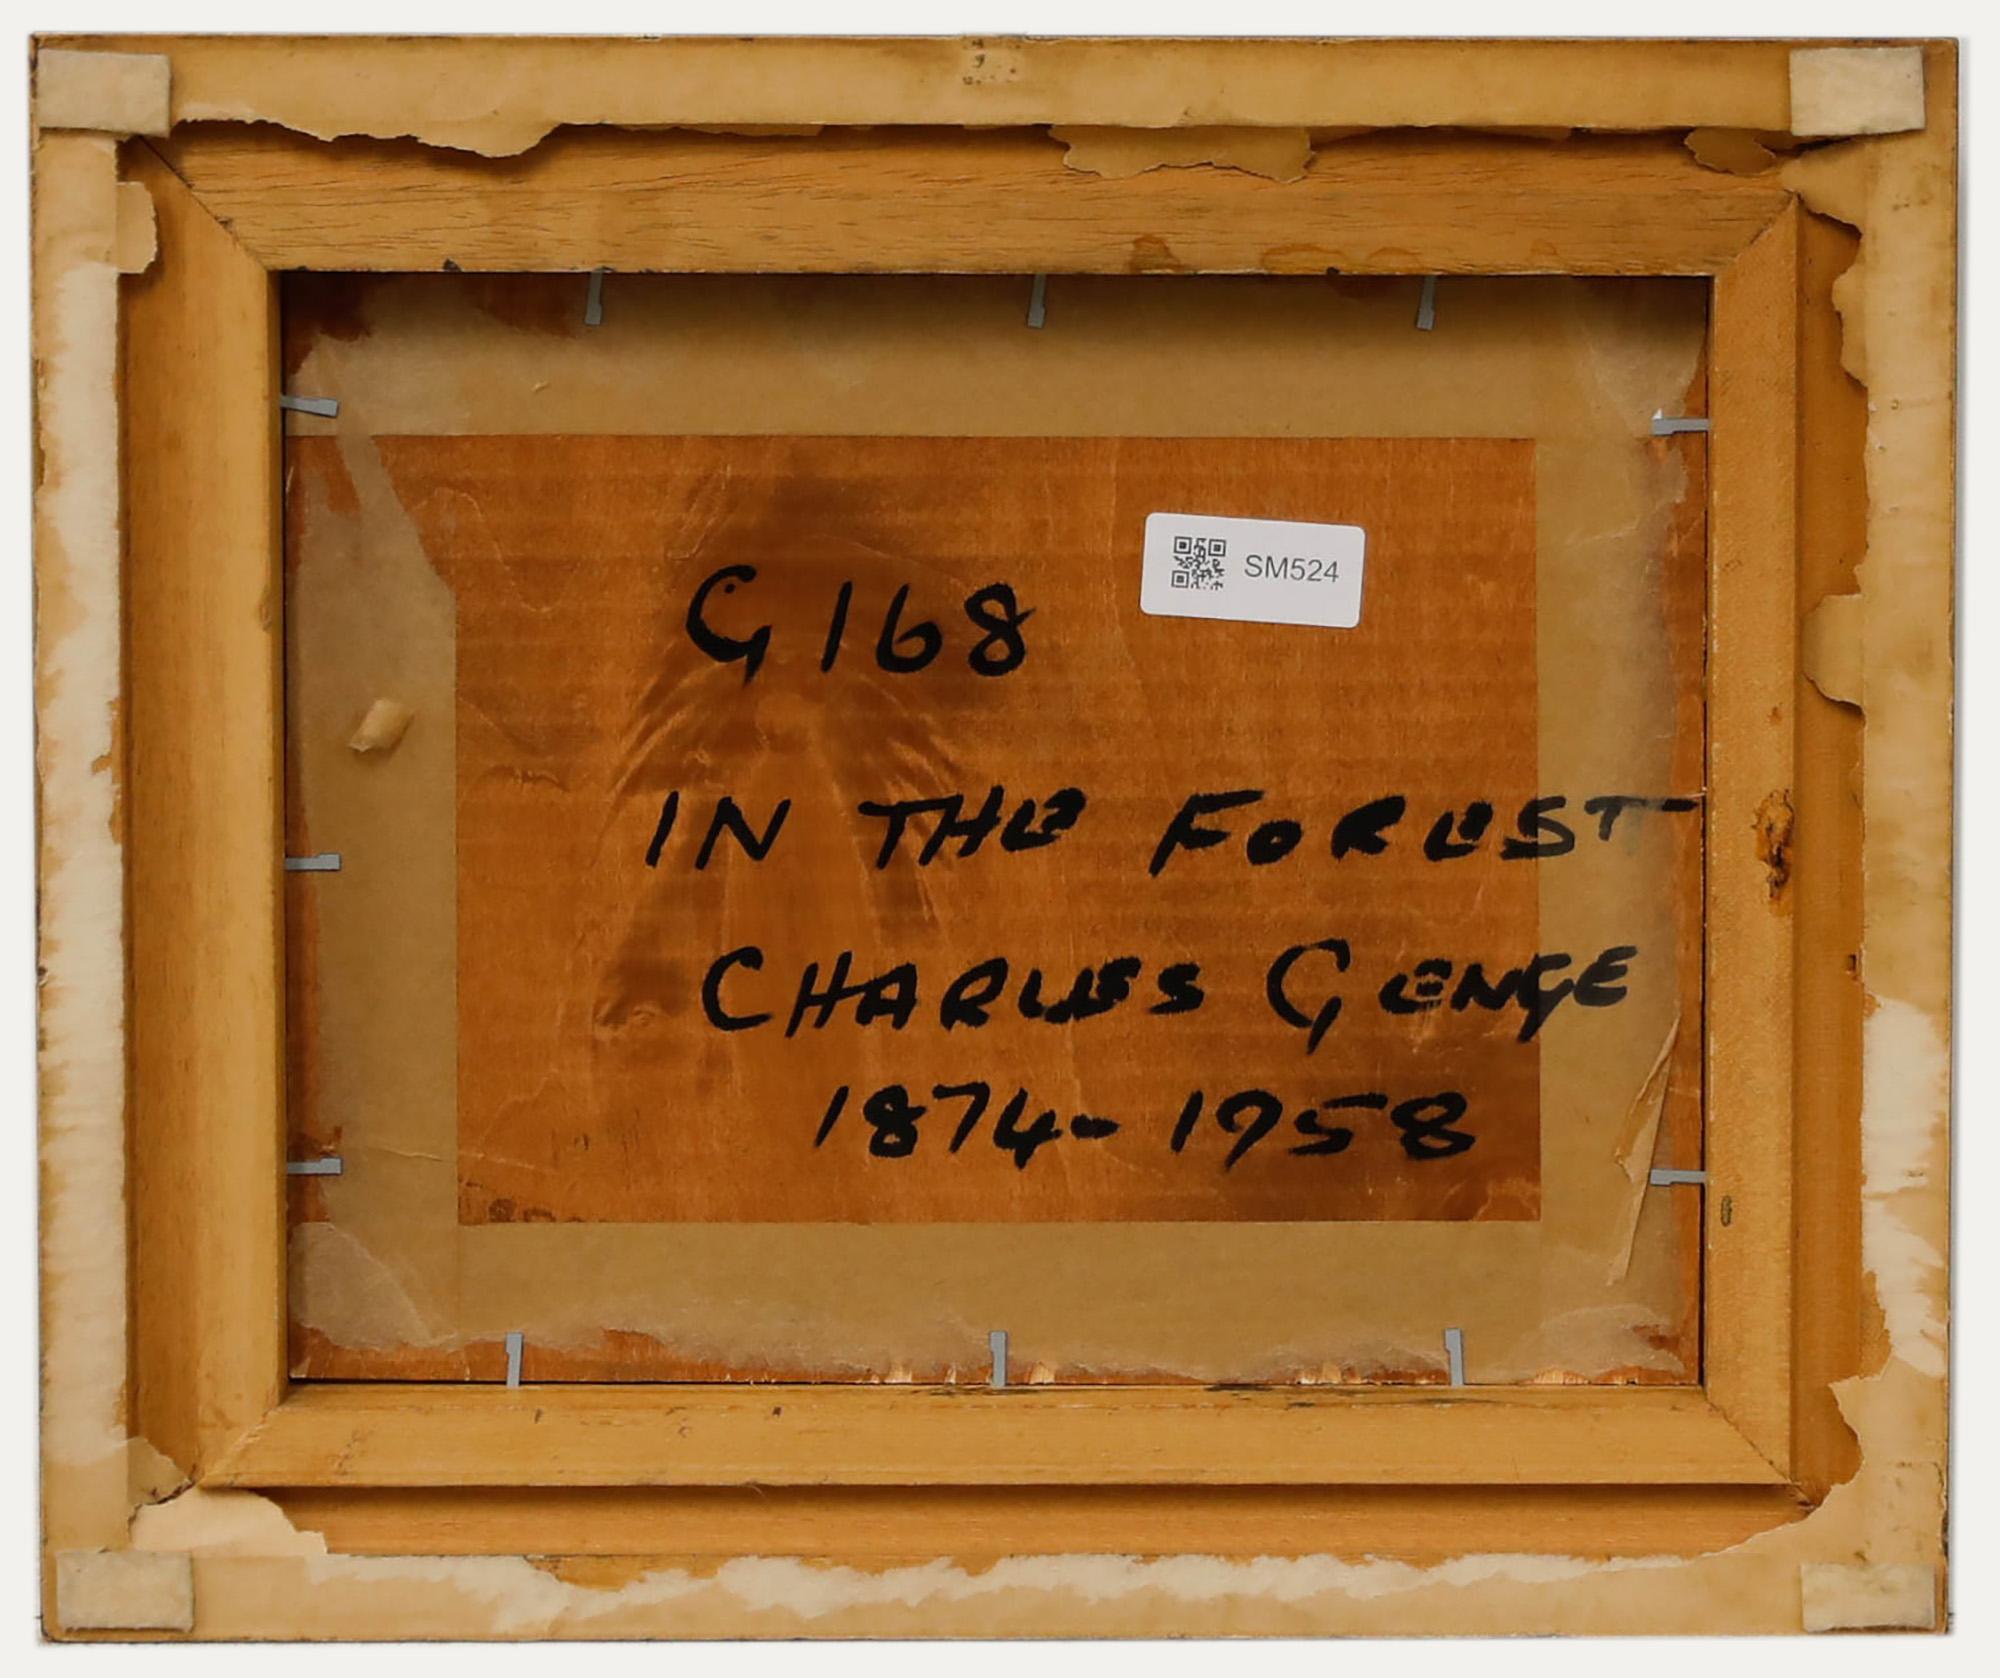 G168
SM524
IN THE FOREST
CHARLES GENGE
1874-1958